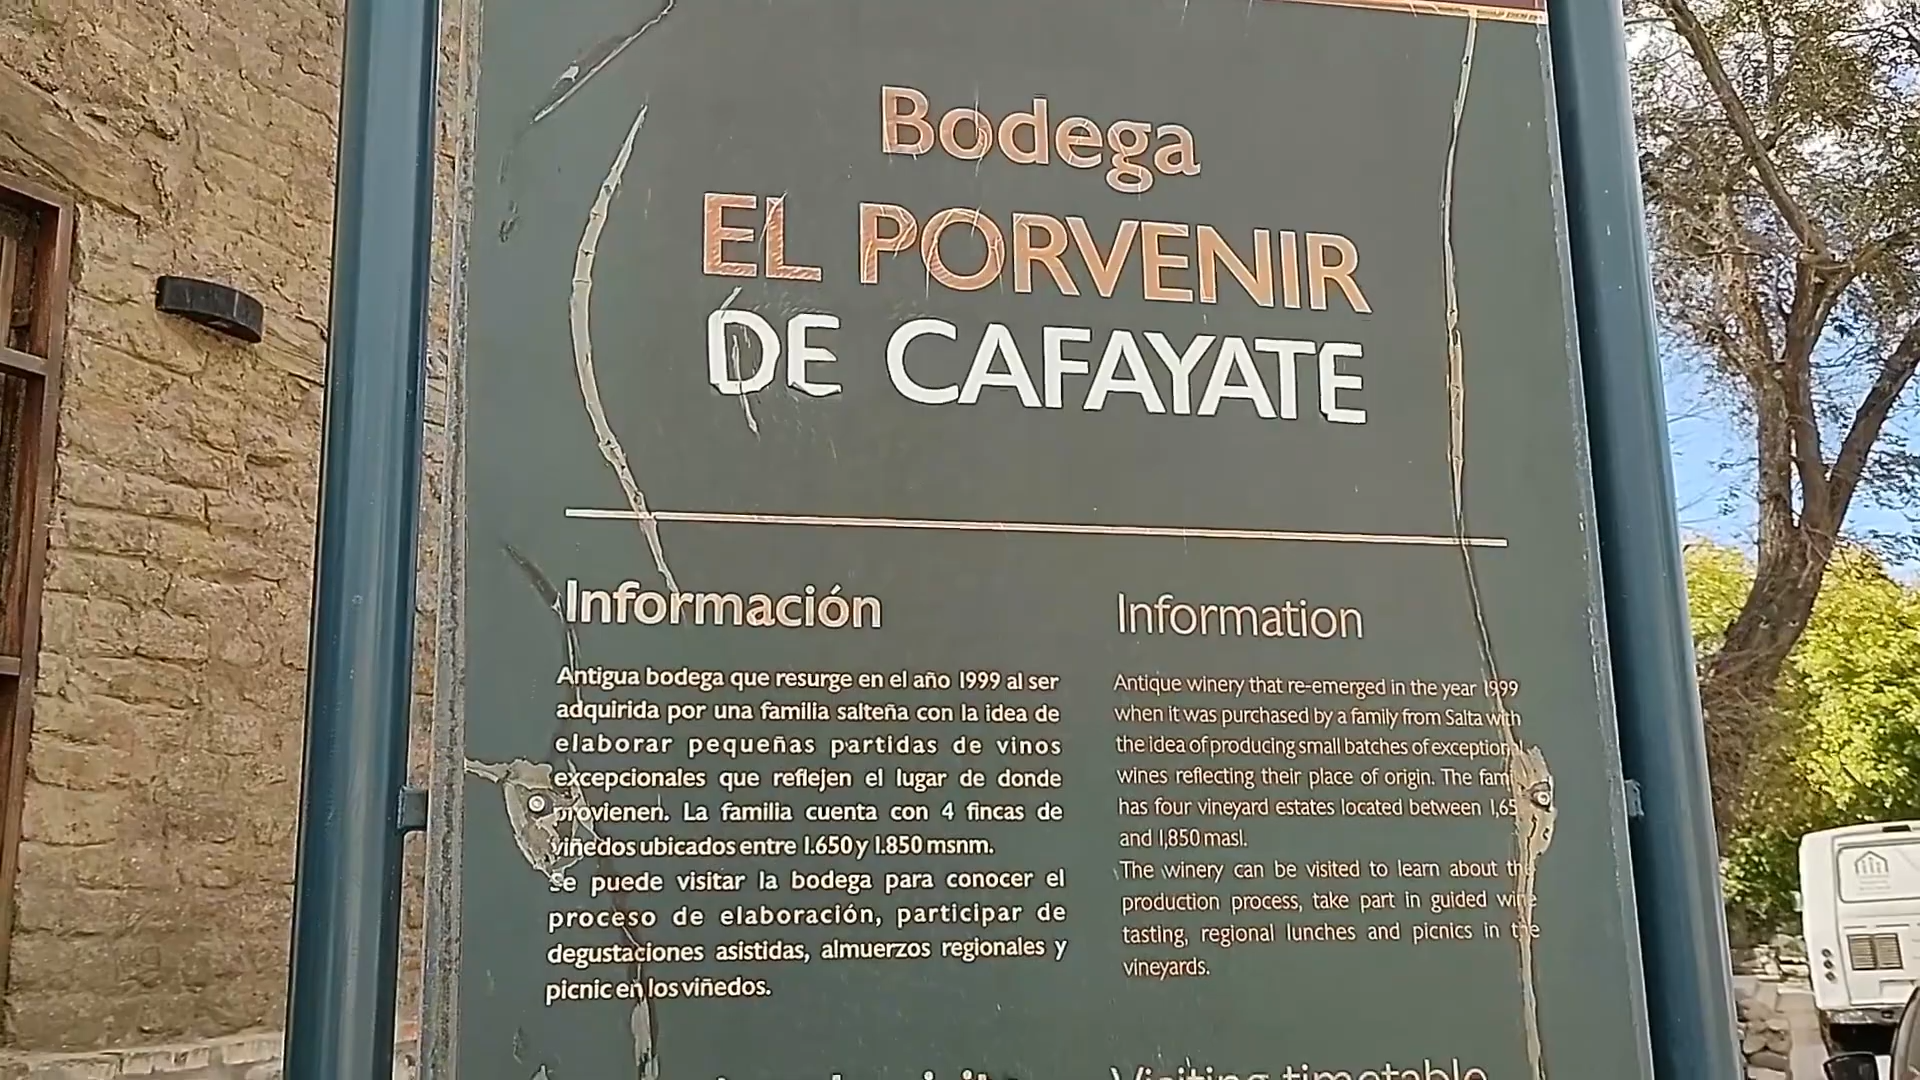 Bodega
EL PORVENIR
DE CAFAYATE
Información
Antigua bodega que resurge en el año 1999 al ser
adquirida por una familia salteña con la idea de
elaborar pequeñas partidas de vinos
excepcionales que reflejen el lugar de donde
provienen. La familia cuenta con 4 fincas de
viñedos ubicados entre 1.650 y 1.850 msnm.
Se puede visitar la bodega para conocer el
proceso de elaboración, participar de
degustaciones asistidas, almuerzos regionales y
picnic en los viñedos.
Information
Antique winery that re-emerged in the year 1999
when it was purchased by a family from Salta with
the idea of producing small batches of exceptional
wines reflecting their place of origin. The family
has four vineyard estates located between 1,65
and 1,850 masl.
The winery can be visited to learn about the
production process, take part in guided wine
tasting, regional lunches and picnics in the
vineyards.
Visiting timetable